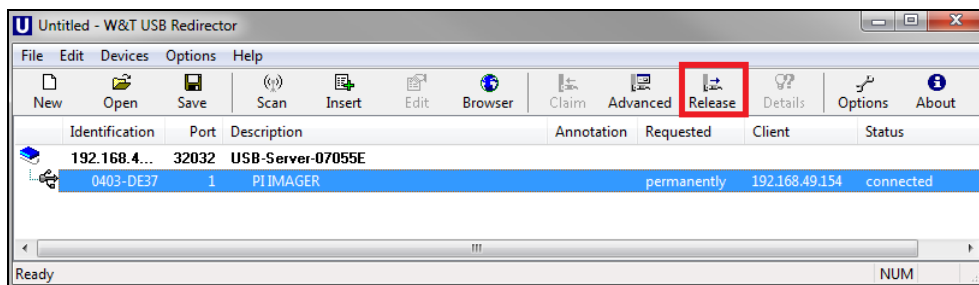 U Untitled - W&T USB Redirector
File Edit Devices Options Help
New Open Save Scan Insert Edit Browser Claim Advanced Release Details Options About
Identification Port Description Annotation Requested Client Status
192.168.4... 32032 USB-Server-07055E
0403-DE37 1 PI IMAGER permanently 192.168.49.154 connected
Ready NUM